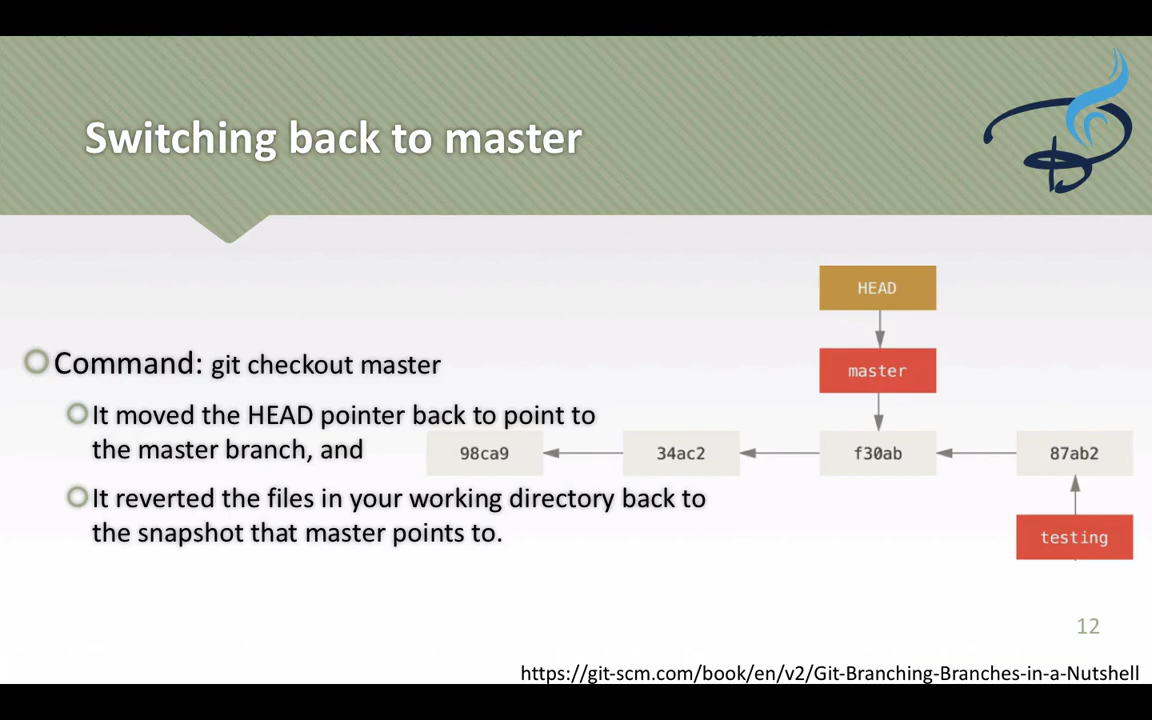 Switching back to master
HEAD
master
Command: git checkout master
It moved the HEAD pointer back to point to
the master branch, and
98ca9
34ac2
f30ab
87ab2
It reverted the files in your working directory back to
the snapshot that master points to.
testing
12
https://git-scm.com/book/en/v2/Git-Branching-Branches-in-a-Nutshell